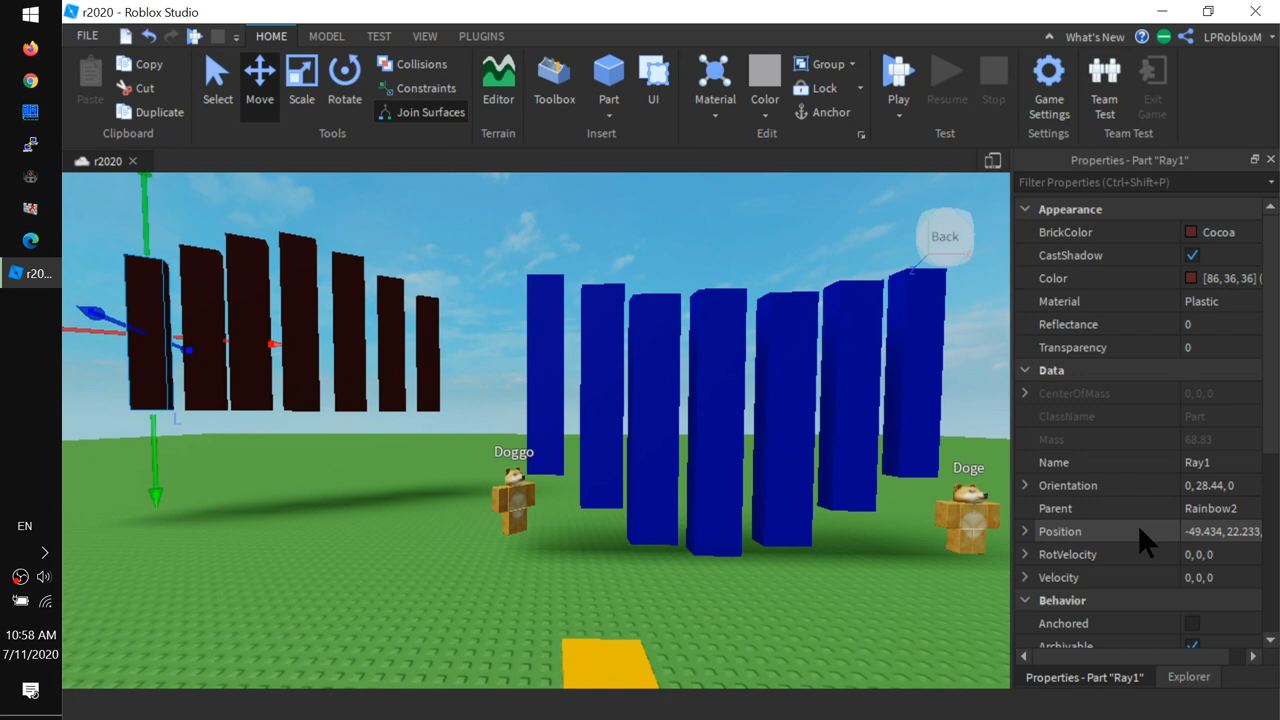 r2020 - Roblox Studio
FILE HOME MODEL TEST VIEW PLUGINS What's New LPRobloxM
Paste Copy Cut Duplicate Clipboard
Select Move Scale Rotate Collisions Constraints Join Surfaces Tools
Editor Terrain
Toolbox Part UI Insert
Material Color Group Lock Anchor Edit
Play Resume Stop Test
Game Settings Settings
Team Test Exit Game Team Test
r2020
Properties - Part "Ray1"
Filter Properties (Ctrl+Shift+P)
Appearance
BrickColor Cocoa
CastShadow
Color [86,36,36] (
Material Plastic
Reflectance 0
Transparency 0
Data
CenterOfMass 0,0,0
ClassName Part
Mass 68.83
Name Ray1
Orientation 0,28.44,0
Parent Rainbow2
Position -49.434, 22.233,
RotVelocity 0,0,0
Velocity 0,0,0
Behavior
Anchored
Archivable
Properties - Part "Ray1" Explorer
Back
Doggo
Doge
L
Z
r20...
EN
10:58 AM
7/11/2020